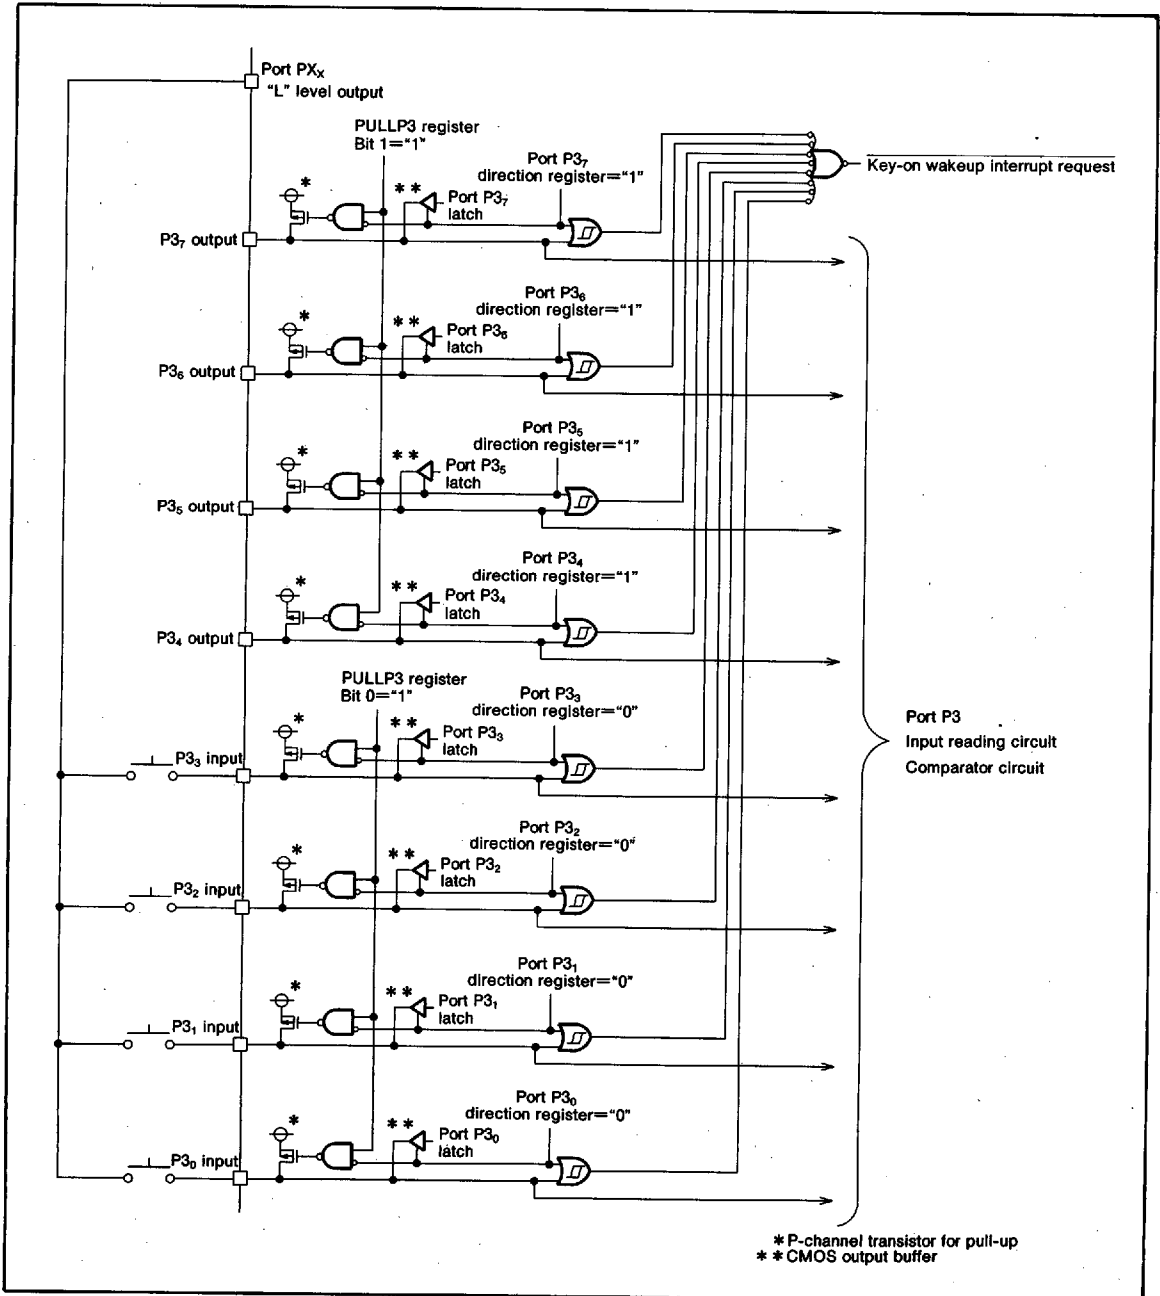 Port PXₓ
"L" level output
PULLP3 register
Bit 1="1"
Port P3₇
direction register="1"
Key-on wakeup interrupt request
*
* *
Port P3₇
latch
P3₇ output
Port P3₆
direction register="1"
*
* *
Port P3₆
latch
P3₆ output
Port P3₅
direction register="1"
*
* *
Port P3₅
latch
P3₅ output
Port P3₄
direction register="1"
*
* *
Port P3₄
latch
P3₄ output
PULLP3 register
Bit 0="1"
Port P3₃
direction register="0"
*
* *
Port P3₃
latch
P3₃ input
Port P3
Input reading circuit
Comparator circuit
Port P3₂
direction register="0"
*
* *
Port P3₂
latch
P3₂ input
Port P3₁
direction register="0"
*
* *
Port P3₁
latch
P3₁ input
Port P3₀
direction register="0"
*
* *
Port P3₀
latch
P3₀ input
* P-channel transistor for pull-up
* * CMOS output buffer